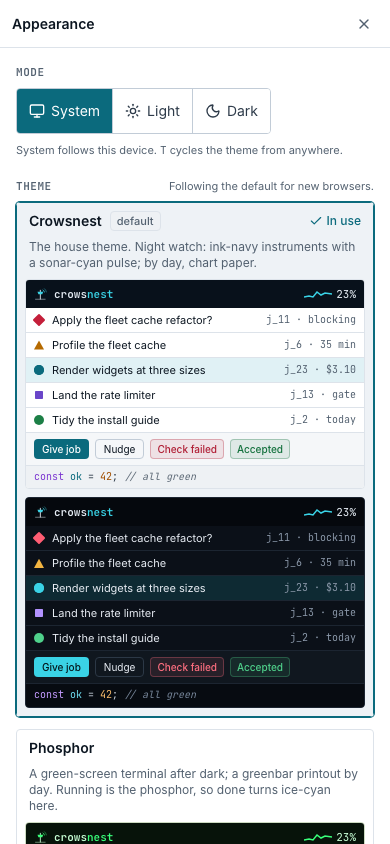 Appearance
MODE
System
Light
Dark
System follows this device. T cycles the theme from anywhere.
THEME
Following the default for new browsers.
Crowsnest
default
In use
The house theme. Night watch: ink-navy instruments with
a sonar-cyan pulse; by day, chart paper.
crowsnest
23%
Apply the fleet cache refactor?
j_11 · blocking
Profile the fleet cache
j_6 · 35 min
Render widgets at three sizes
j_23 · $3.10
Land the rate limiter
j_13 · gate
Tidy the install guide
j_2 · today
Give job
Nudge
Check failed
Accepted
const ok = 42; // all green
crowsnest
23%
Apply the fleet cache refactor?
j_11 · blocking
Profile the fleet cache
j_6 · 35 min
Render widgets at three sizes
j_23 · $3.10
Land the rate limiter
j_13 · gate
Tidy the install guide
j_2 · today
Give job
Nudge
Check failed
Accepted
const ok = 42; // all green
Phosphor
A green-screen terminal after dark; a greenbar printout by
day. Running is the phosphor, so done turns ice-cyan
here.
crowsnest
23%